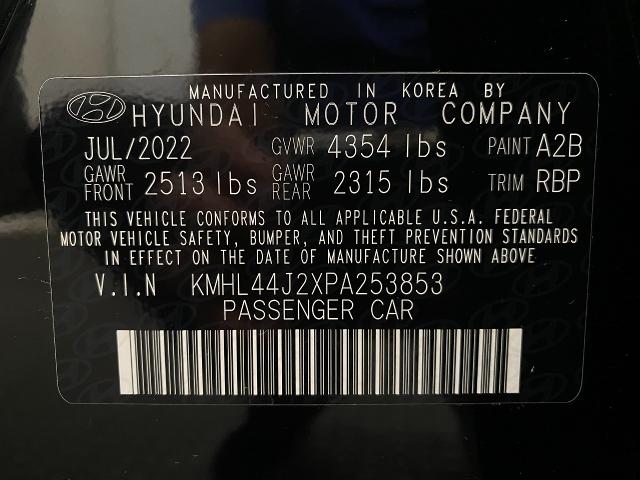 MANUFACTURED IN KOREA BY
HYUNDAI MOTOR COMPANY
JUL/2022 GVWR 4354 lbs PAINT A2B
GAWR FRONT 2513 lbs GAWR REAR 2315 lbs TRIM RBP
THIS VEHICLE CONFORMS TO ALL APPLICABLE U.S.A. FEDERAL
MOTOR VEHICLE SAFETY, BUMPER, AND THEFT PREVENTION STANDARDS
IN EFFECT ON THE DATE OF MANUFACTURE SHOWN ABOVE
V.I.N KMHL44J2XPA253853
PASSENGER CAR